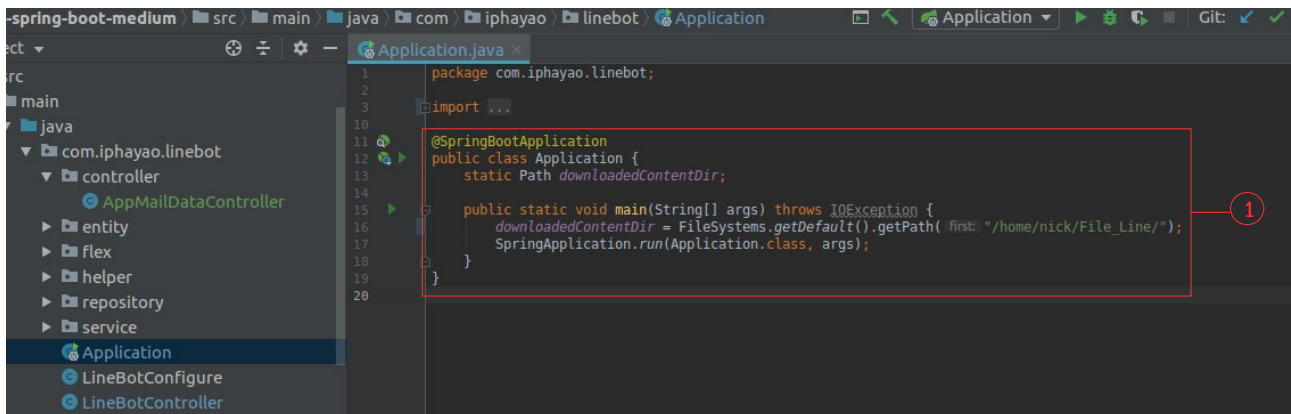 -spring-boot-medium src main java com iphayao linebot Application Application Git:
ect
Application.java
src
main
java
com.iphayao.linebot
controller
AppMailDataController
entity
flex
helper
repository
service
Application
LineBotConfigure
LineBotController
1 package com.iphayao.linebot;
2
3 import ...
10
11 @SpringBootApplication
12 public class Application {
13 static Path downloadedContentDir;
14
15 public static void main(String[] args) throws IOException {
16 downloadedContentDir = FileSystems.getDefault().getPath( first: "/home/nick/File_Line/");
17 SpringApplication.run(Application.class, args);
18 }
19 }
20
1